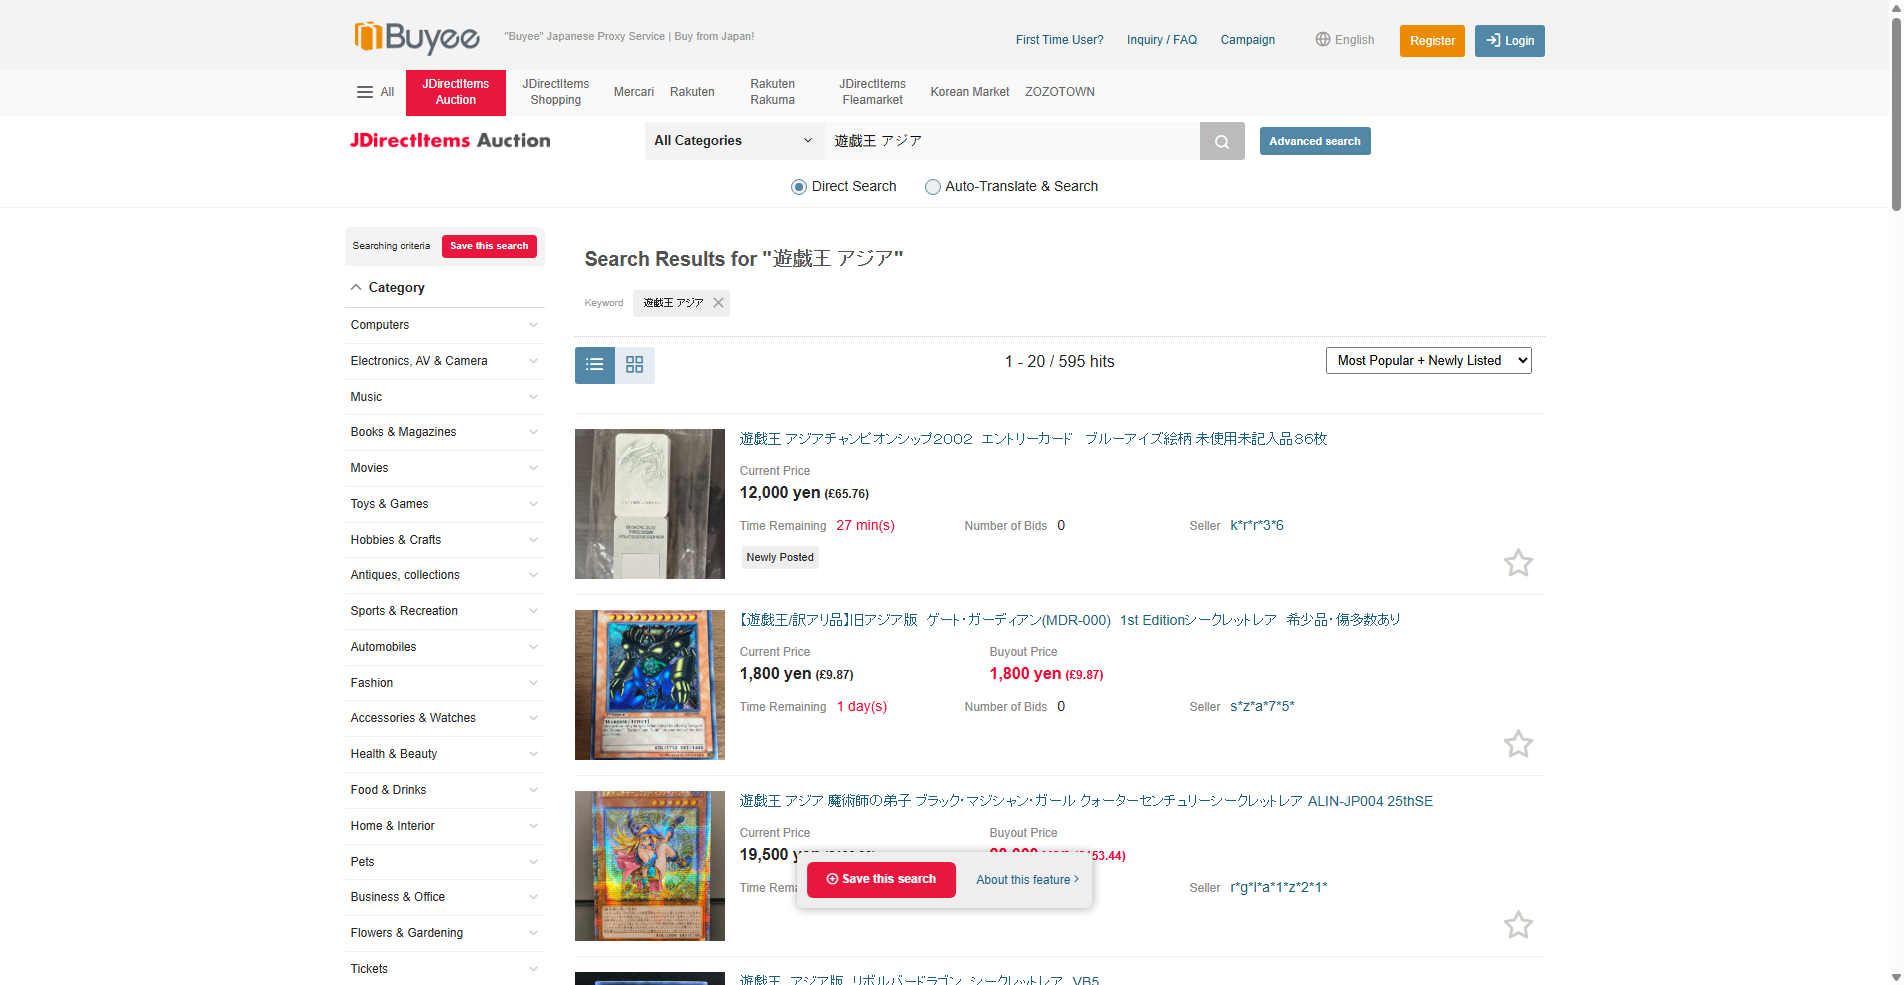 Buyee
"Buyee" Japanese Proxy Service | Buy from Japan!
First Time User?
Inquiry / FAQ
Campaign
English
Register
Login
All
JDirectItems Auction
JDirectItems Shopping
Mercari
Rakuten
Rakuten Rakuma
JDirectItems Fleamarket
Korean Market
ZOZOTOWN
JDirectItems Auction
All Categories
遊戯王 アジア
Advanced search
Direct Search
Auto-Translate & Search
Searching criteria
Save this search
Category
Computers
Electronics, AV & Camera
Music
Books & Magazines
Movies
Toys & Games
Hobbies & Crafts
Antiques, collections
Sports & Recreation
Automobiles
Fashion
Accessories & Watches
Health & Beauty
Food & Drinks
Home & Interior
Pets
Business & Office
Flowers & Gardening
Tickets
Search Results for "遊戯王 アジア"
Keyword
遊戯王 アジア
1 - 20 / 595 hits
Most Popular + Newly Listed
遊戯王 アジアチャンピオンシップ2002 エントリーカード ブルーアイズ絵柄 未使用未記入品86枚
Current Price
12,000 yen (£65.76)
Time Remaining 27 min(s)
Number of Bids 0
Seller k*r*r*3*6
Newly Posted
【遊戯王/訳アリ品】旧アジア版 ゲート・ガーディアン(MDR-000) 1st Editionシークレットレア 希少品・傷多数あり
Current Price
1,800 yen (£9.87)
Buyout Price
1,800 yen (£9.87)
Time Remaining 1 day(s)
Number of Bids 0
Seller s*z*a*7*5*
遊戯王 アジア 魔術師の弟子 ブラック・マジシャン・ガール クォーターセンチュリーシークレットレア ALIN-JP004 25thSE
Current Price
19,500
Buyout Price
53.44)
Time
Seller r*g*l*a*1*z*2*1*
Save this search
About this feature
遊戯王 アジア版 リボルバードラゴン シークレットレア VB5